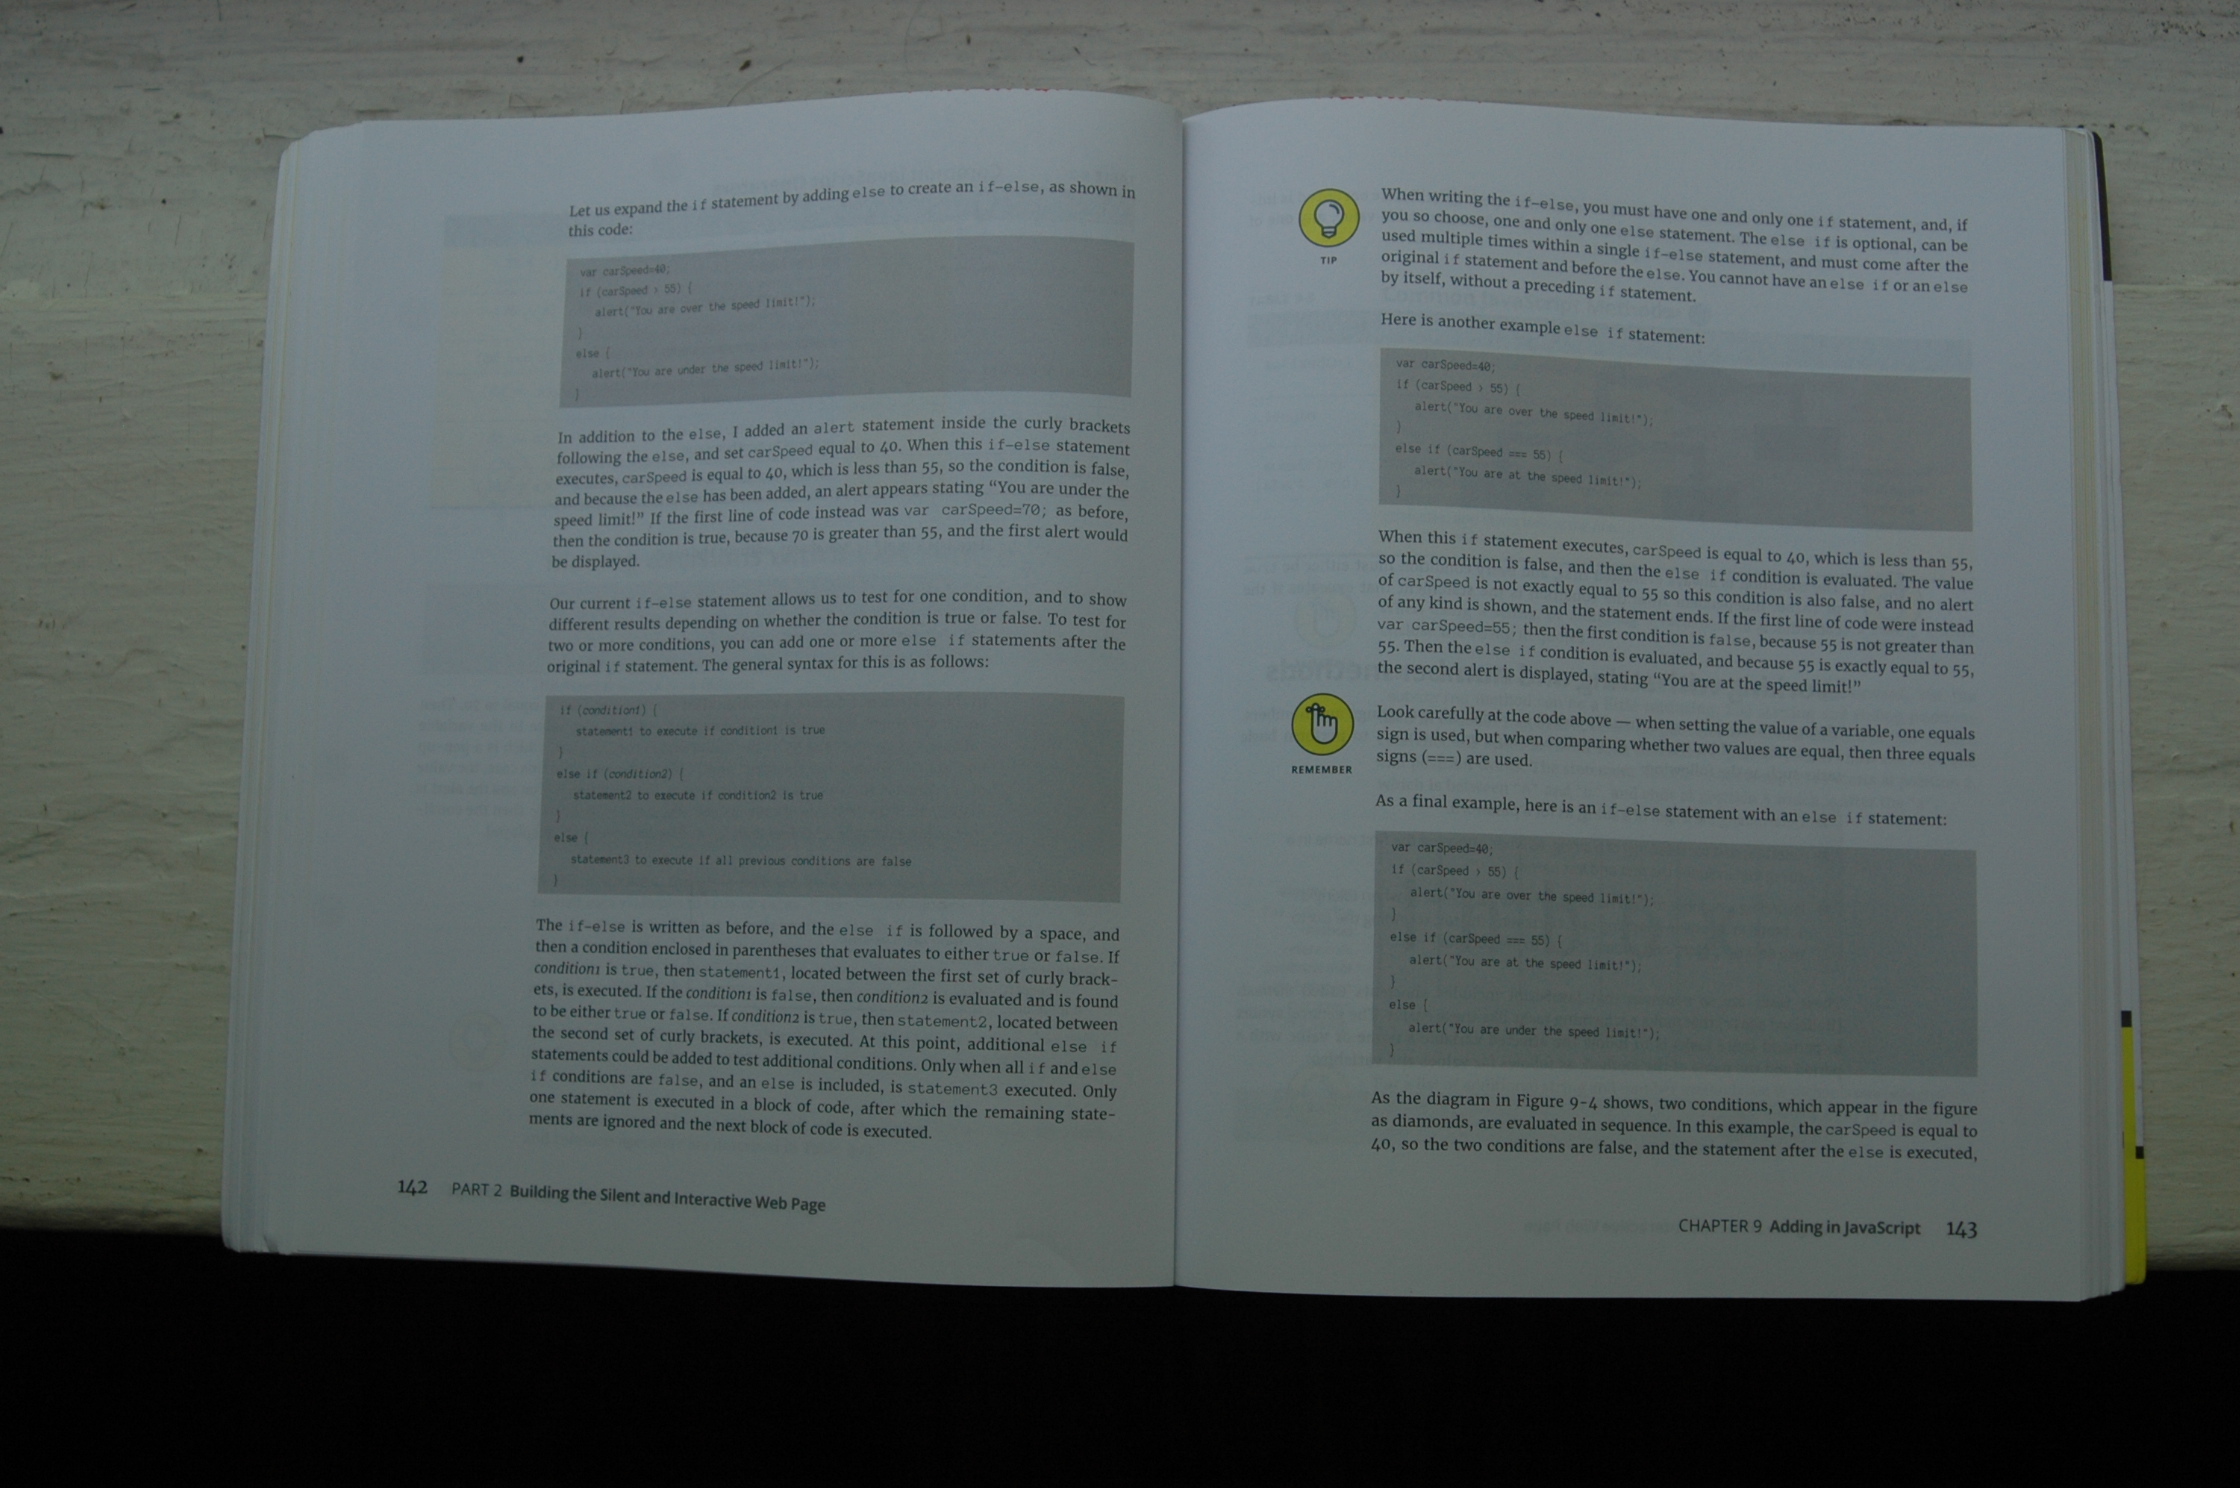 Let us expand the if statement by adding else to create an if-else, as shown in
this code:
var carSpeed=40;
if (carSpeed > 55) {
alert("You are over the speed limit!");
}
else {
alert("You are under the speed limit!");
}
In addition to the else, I added an alert statement inside the curly brackets
following the else, and set carSpeed equal to 40. When this if-else statement
executes, carSpeed is equal to 40, which is less than 55, so the condition is false,
and because the else has been added, an alert appears stating “You are under the
speed limit!” If the first line of code instead was var carSpeed=70; as before,
then the condition is true, because 70 is greater than 55, and the first alert would
be displayed.
Our current if-else statement allows us to test for one condition, and to show
different results depending on whether the condition is true or false. To test for
two or more conditions, you can add one or more else if statements after the
original if statement. The general syntax for this is as follows:
if (condition1) {
statement1 to execute if condition1 is true
}
else if (condition2) {
statement2 to execute if condition2 is true
}
else {
statement3 to execute if all previous conditions are false
}
The if-else is written as before, and the else if is followed by a space, and
then a condition enclosed in parentheses that evaluates to either true or false. If
condition1 is true, then statement1, located between the first set of curly brack-
ets, is executed. If the condition1 is false, then condition2 is evaluated and is found
to be either true or false. If condition2 is true, then statement2, located between
the second set of curly brackets, is executed. At this point, additional else if
statements could be added to test additional conditions. Only when all if and else
if conditions are false, and an else is included, is statement3 executed. Only
one statement is executed in a block of code, after which the remaining state-
ments are ignored and the next block of code is executed.
142 PART 2 Building the Silent and Interactive Web Page
TIP
When writing the if-else, you must have one and only one if statement, and, if
you so choose, one and only one else statement. The else if is optional, can be
used multiple times within a single if-else statement, and must come after the
original if statement and before the else. You cannot have an else if or an else
by itself, without a preceding if statement.
Here is another example else if statement:
var carSpeed=40;
if (carSpeed > 55) {
alert("You are over the speed limit!");
}
else if (carSpeed === 55) {
alert("You are at the speed limit!");
}
When this if statement executes, carSpeed is equal to 40, which is less than 55,
so the condition is false, and then the else if condition is evaluated. The value
of carSpeed is not exactly equal to 55 so this condition is also false, and no alert
of any kind is shown, and the statement ends. If the first line of code were instead
var carSpeed=55; then the first condition is false, because 55 is not greater than
55. Then the else if condition is evaluated, and because 55 is exactly equal to 55,
the second alert is displayed, stating “You are at the speed limit!”
REMEMBER
Look carefully at the code above — when setting the value of a variable, one equals
sign is used, but when comparing whether two values are equal, then three equals
signs (===) are used.
As a final example, here is an if-else statement with an else if statement:
var carSpeed=40;
if (carSpeed > 55) {
alert("You are over the speed limit!");
}
else if (carSpeed === 55) {
alert("You are at the speed limit!");
}
else {
alert("You are under the speed limit!");
}
As the diagram in Figure 9-4 shows, two conditions, which appear in the figure
as diamonds, are evaluated in sequence. In this example, the carSpeed is equal to
40, so the two conditions are false, and the statement after the else is executed,
CHAPTER 9 Adding in JavaScript 143